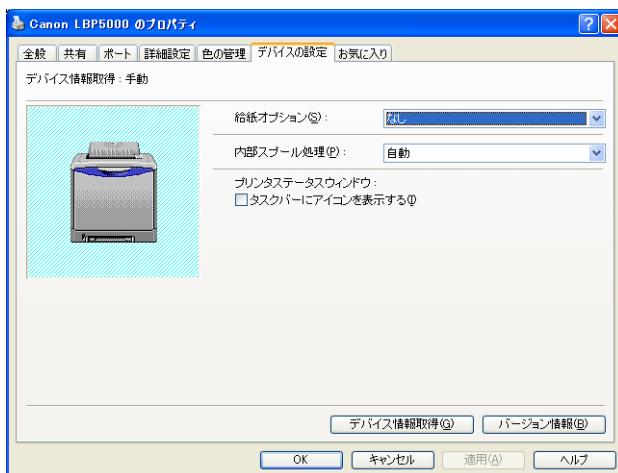 Canon LBP5000 のプロパティ
全般 共有 ポート 詳細設定 色の管理 デバイスの設定 お気に入り
デバイス情報取得 : 手動
給紙オプション(S) : なし
内部スプール処理(P) : 自動
プリンタステータスウィンドウ :
タスクバーにアイコンを表示する(I)
デバイス情報取得(G) バージョン情報(B)
OK キャンセル 適用(A) ヘルプ